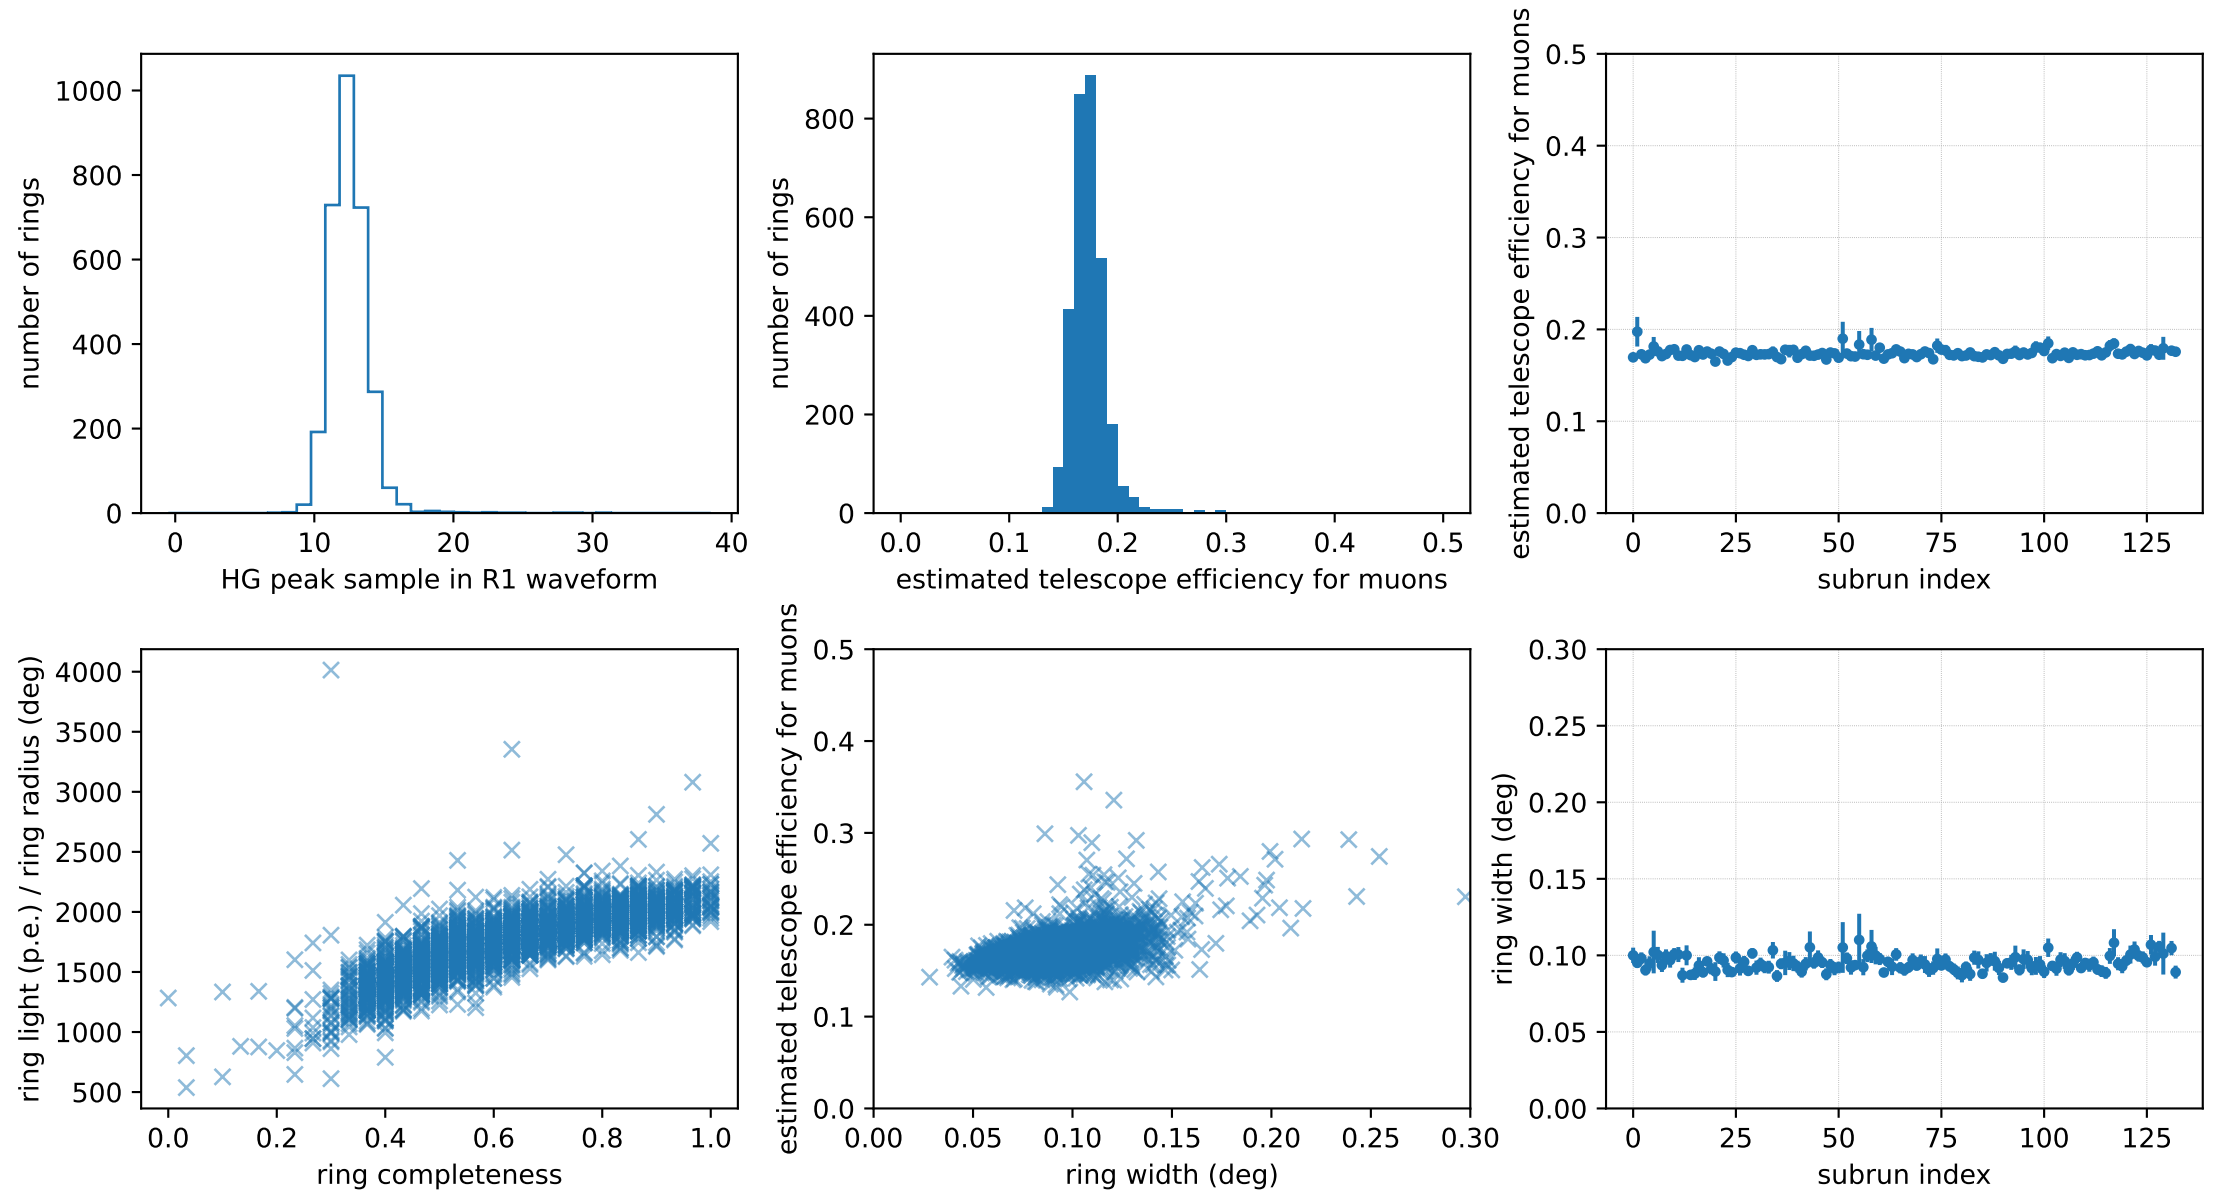 number of rings
1000
800
600
400
200
0
0 10 20 30 40
HG peak sample in R1 waveform
number of rings
800
600
400
200
0
0.0 0.1 0.2 0.3 0.4 0.5
estimated telescope efficiency for muons
estimated telescope efficiency for muons
0.5
0.4
0.3
0.2
0.1
0.0
0 25 50 75 100 125
subrun index
ring light (p.e.) / ring radius (deg)
4000
3500
3000
2500
2000
1500
1000
500
0.0 0.2 0.4 0.6 0.8 1.0
ring completeness
estimated telescope efficiency for muons
0.5
0.4
0.3
0.2
0.1
0.0
0.00 0.05 0.10 0.15 0.20 0.25 0.30
ring width (deg)
ring width (deg)
0.30
0.25
0.20
0.15
0.10
0.05
0.00
0 25 50 75 100 125
subrun index